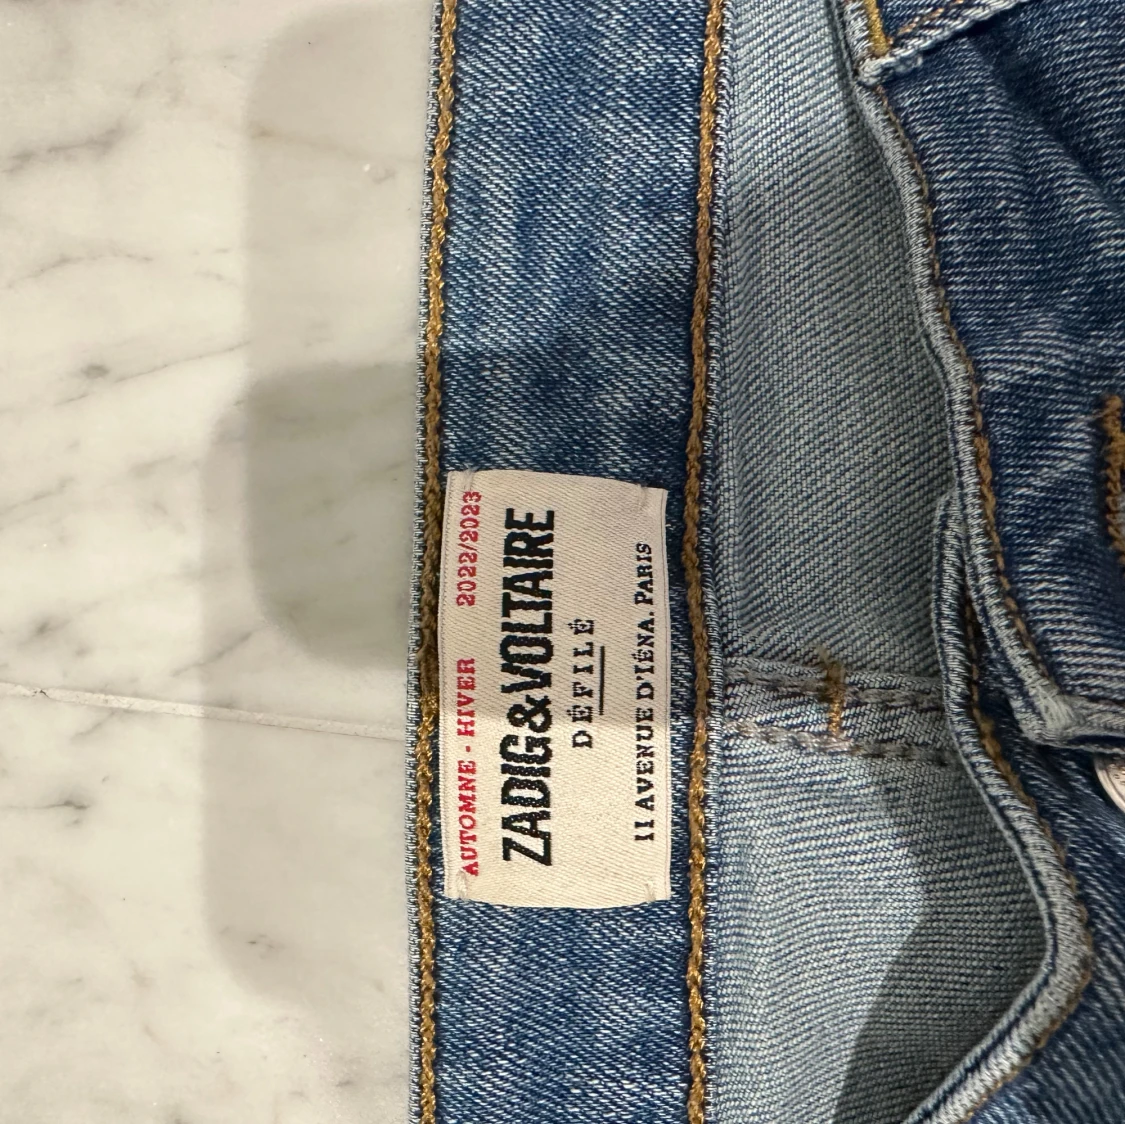 AUTOMNE - HIVER 2022/2023
ZADIG&VOLTAIRE
DÉFILÉ
11 AVENUE D'IÉNA. PARIS